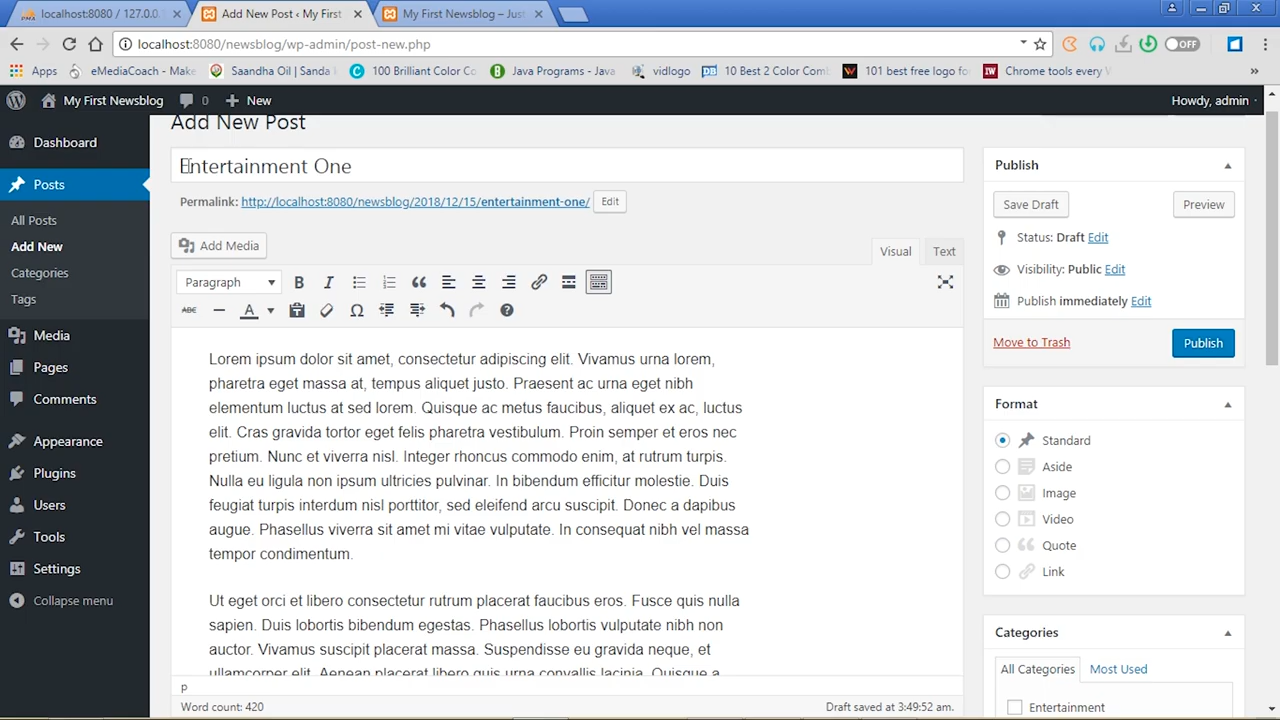 localhost:8080 / 127.0.0.
Add New Post ‹ My First
My First Newsblog – Just
localhost:8080/newsblog/wp-admin/post-new.php
OFF
Apps
eMediaCoach - Make
Saandha Oil | Sanda
100 Brilliant Color Co
Java Programs - Java
vidlogo
10 Best 2 Color Comb
101 best free logo fo
Chrome tools every
»
My First Newsblog
0
New
Howdy, admin
Dashboard
Posts
All Posts
Add New
Categories
Tags
Media
Pages
Comments
Appearance
Plugins
Users
Tools
Settings
Collapse menu
Add New Post
Entertainment One
Permalink: http://localhost:8080/newsblog/2018/12/15/entertainment-one/ Edit
Add Media
Visual
Text
Paragraph
B
I
ABC
A
Lorem ipsum dolor sit amet, consectetur adipiscing elit. Vivamus urna lorem,
pharetra eget massa at, tempus aliquet justo. Praesent ac urna eget nibh
elementum luctus at sed lorem. Quisque ac metus faucibus, aliquet ex ac, luctus
elit. Cras gravida tortor eget felis pharetra vestibulum. Proin semper et eros nec
pretium. Nunc et viverra nisl. Integer rhoncus commodo enim, at rutrum turpis.
Nulla eu ligula non ipsum ultricies pulvinar. In bibendum efficitur molestie. Duis
feugiat turpis interdum nisl porttitor, sed eleifend arcu suscipit. Donec a dapibus
augue. Phasellus viverra sit amet mi vitae vulputate. In consequat nibh vel massa
tempor condimentum.
Ut eget orci et libero consectetur rutrum placerat faucibus eros. Fusce quis nulla
sapien. Duis lobortis bibendum egestas. Phasellus lobortis vulputate nibh non
auctor. Vivamus suscipit placerat massa. Suspendisse eu gravida neque, et
ullamcorper elit. Aenean placerat libero quis urna convallis lacinia. Quisque a
p
Word count: 420
Draft saved at 3:49:52 am.
Publish
Save Draft
Preview
Status: Draft Edit
Visibility: Public Edit
Publish immediately Edit
Move to Trash
Publish
Format
Standard
Aside
Image
Video
Quote
Link
Categories
All Categories
Most Used
Entertainment